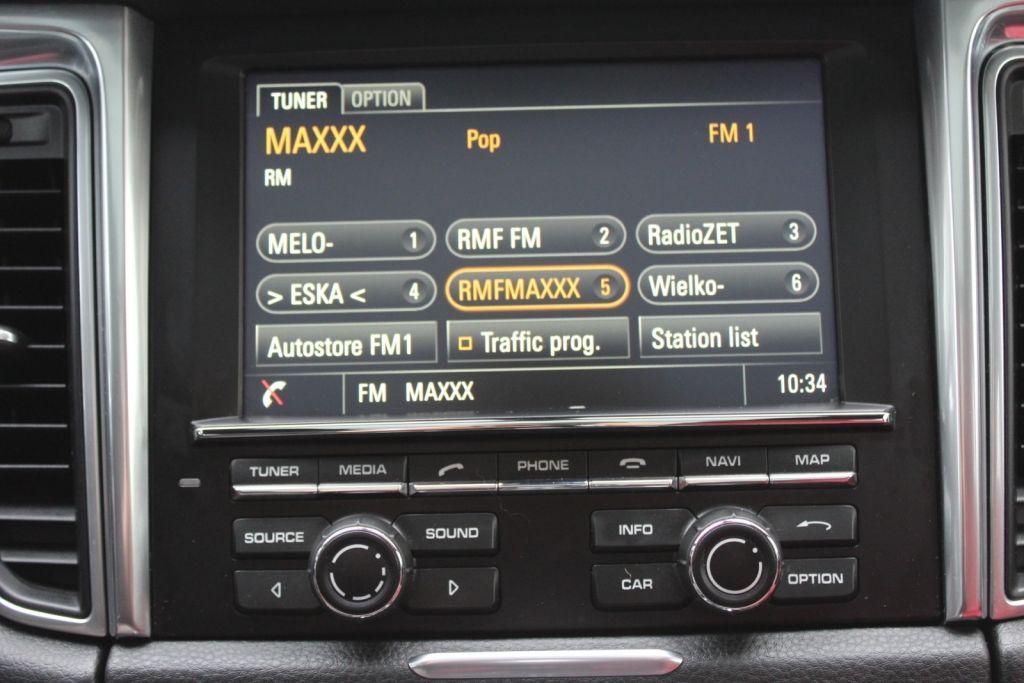 TUNER OPTION
MAXXX Pop FM 1
RM
MELO- 1 RMF FM 2 RadioZET 3
> ESKA < 4 RMFMAXXX 5 Wielko- 6
Autostore FM1 Traffic prog. Station list
FM MAXXX 10:34
TUNER MEDIA PHONE NAVI MAP
SOURCE SOUND INFO
CAR OPTION